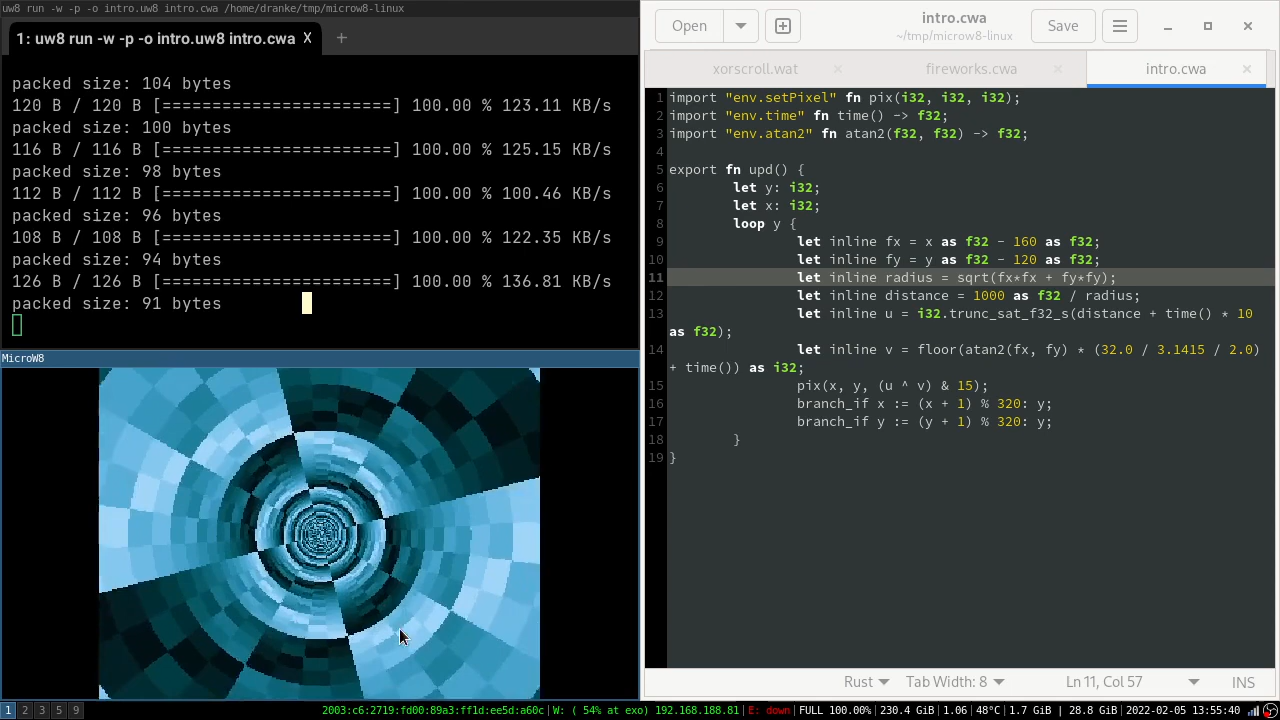 uw8 run -w -p -o intro.uw8 intro.cwa /home/dranke/tmp/microw8-linux
1: uw8 run -w -p -o intro.uw8 intro.cwa X +
packed size: 104 bytes
120 B / 120 B [========================] 100.00 % 123.11 KB/s
packed size: 100 bytes
116 B / 116 B [========================] 100.00 % 125.15 KB/s
packed size: 98 bytes
112 B / 112 B [========================] 100.00 % 100.46 KB/s
packed size: 96 bytes
108 B / 108 B [========================] 100.00 % 122.35 KB/s
packed size: 94 bytes
126 B / 126 B [========================] 100.00 % 136.81 KB/s
packed size: 91 bytes
MicroW8
Open
intro.cwa
~/tmp/microw8-linux
Save
xorscroll.wat × fireworks.cwa × intro.cwa ×
1 import "env.setPixel" fn pix(i32, i32, i32);
2 import "env.time" fn time() -> f32;
3 import "env.atan2" fn atan2(f32, f32) -> f32;
4
5 export fn upd() {
6 let y: i32;
7 let x: i32;
8 loop y {
9 let inline fx = x as f32 - 160 as f32;
10 let inline fy = y as f32 - 120 as f32;
11 let inline radius = sqrt(fx*fx + fy*fy);
12 let inline distance = 1000 as f32 / radius;
13 let inline u = i32.trunc_sat_f32_s(distance + time() * 10
as f32);
14 let inline v = floor(atan2(fx, fy) * (32.0 / 3.1415 / 2.0)
+ time()) as i32;
15 pix(x, y, (u ^ v) & 15);
16 branch_if x := (x + 1) % 320: y;
17 branch_if y := (y + 1) % 320: y;
18 }
19 }
Rust Tab Width: 8 Ln 11, Col 57 INS
1 2 3 5 9 2003:c6:2719:fd00:89a3:ff1d:ee5d:a60c|W: ( 54% at exo) 192.168.188.81|E: down|FULL 100.00%|230.4 GiB|1.06|48°C|1.7 GiB | 28.8 GiB|2022-02-05 13:55:40